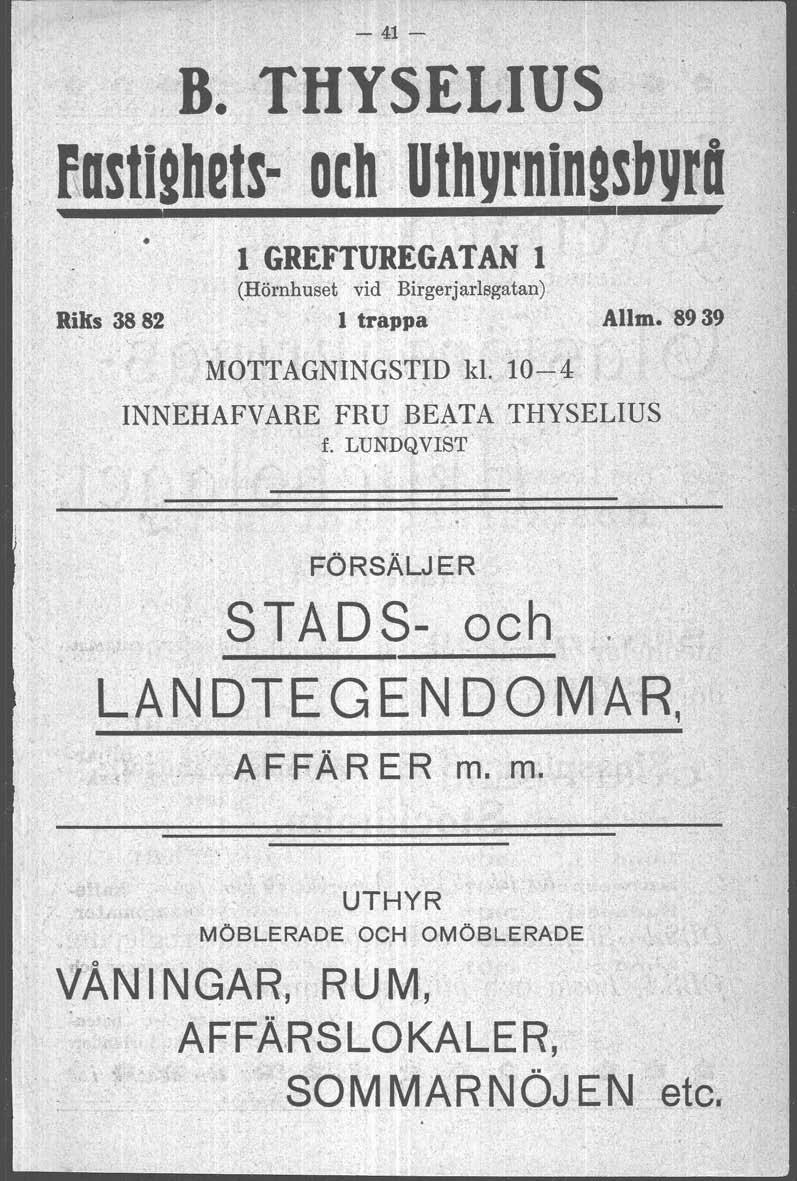 — 41 —
B. THYSELIUS
Fastighets- och Uthyrningsbyrå
1 GREFTUREGATAN 1
(Hörnhuset vid Birgerjarlsgatan)
Riks 38 82 1 trappa Allm. 89 39
MOTTAGNINGSTID kl. 10—4
INNEHAFVARE FRU BEATA THYSELIUS
f. LUNDQVIST
FÖRSÄLJER
STADS- och
LANDTEGENDOMAR,
AFFÄRER m. m.
UTHYR
MÖBLERADE OCH OMÖBLERADE
VÅNINGAR, RUM,
AFFÄRSLOKALER,
SOMMARNÖJEN etc.